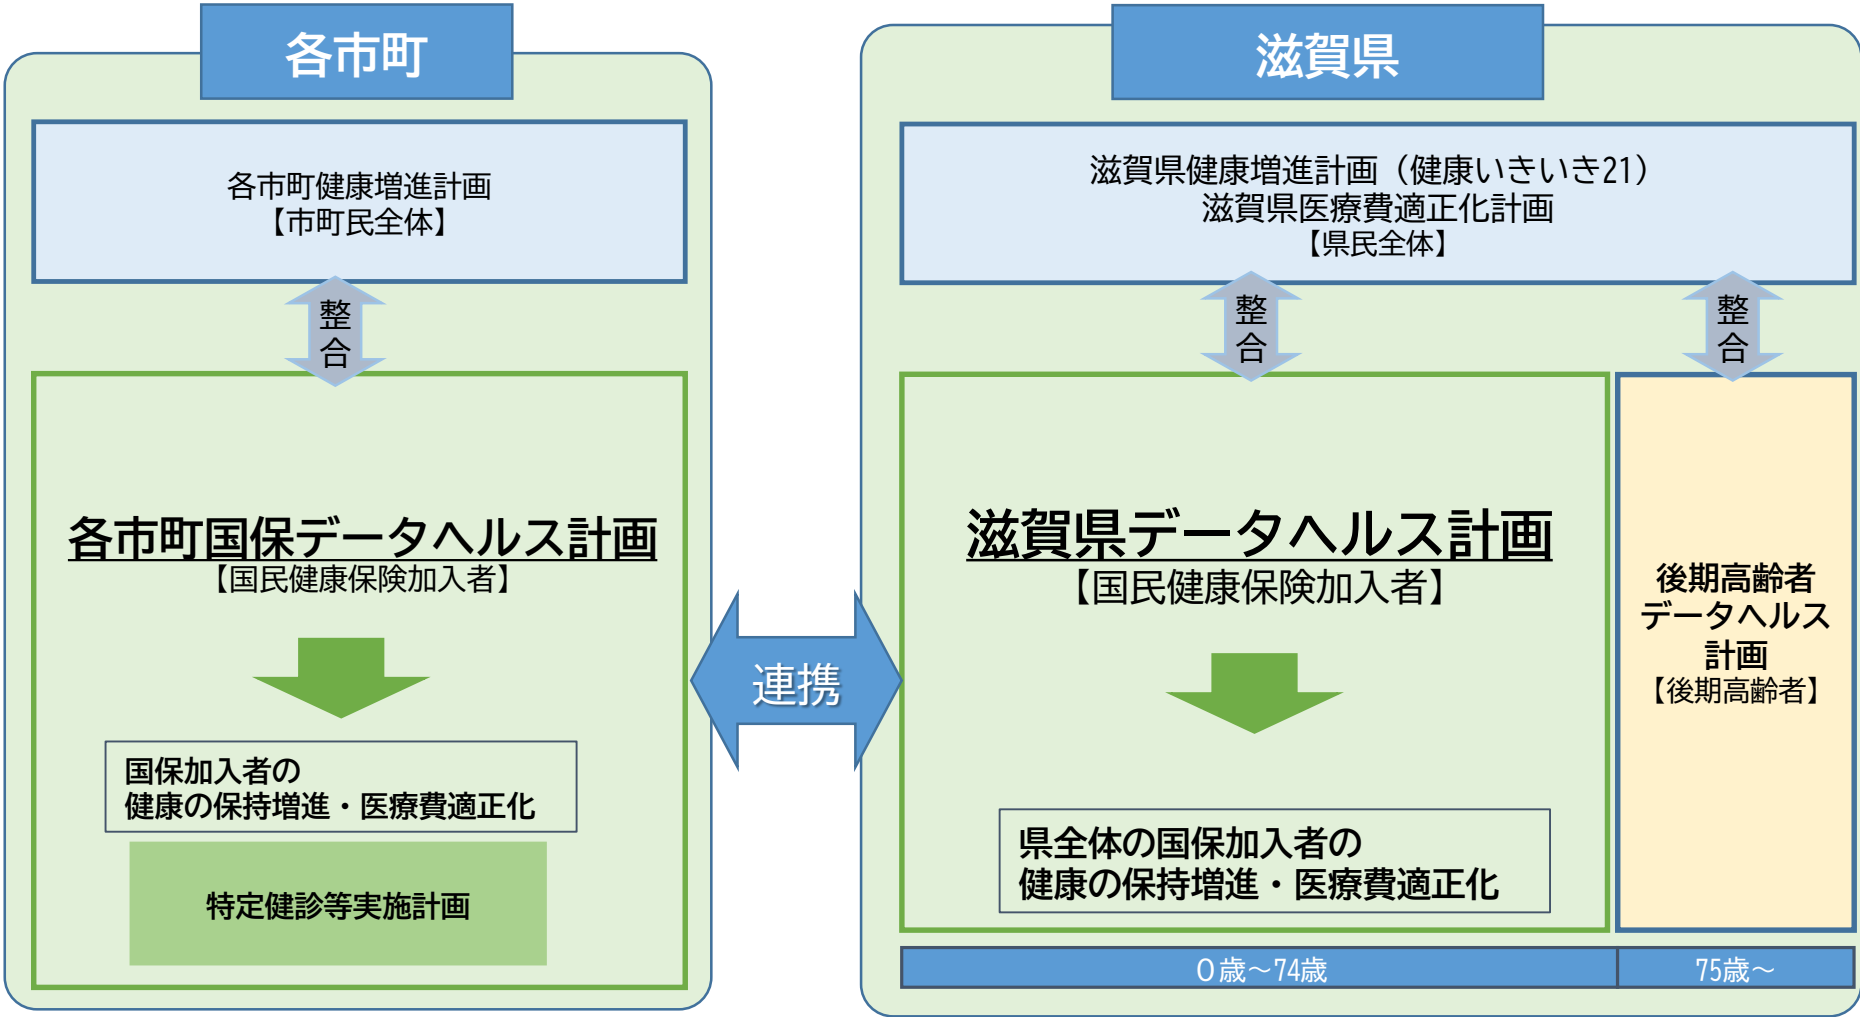 各市町
各市町健康増進計画
【市町民全体】
整
合
各市町国保データヘルス計画
【国民健康保険加入者】
国保加入者の
健康の保持増進・医療費適正化
特定健診等実施計画
連携
滋賀県
滋賀県健康増進計画（健康いきいき21）
滋賀県医療費適正化計画
【県民全体】
整
合
整
合
滋賀県データヘルス計画
【国民健康保険加入者】
県全体の国保加入者の
健康の保持増進・医療費適正化
後期高齢者
データヘルス
計画
【後期高齢者】
０歳～74歳
75歳～